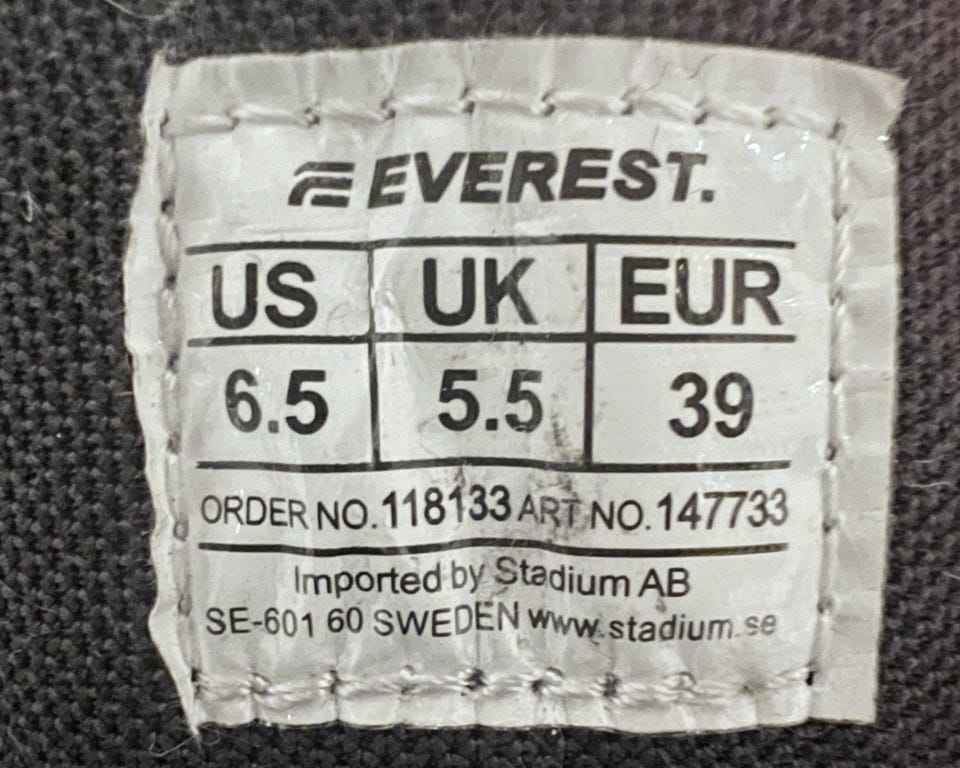 EVEREST.
US UK EUR
6.5 5.5 39
ORDER NO. 118133 ART NO. 147733
Imported by Stadium AB
SE-601 60 SWEDEN www.stadium.se